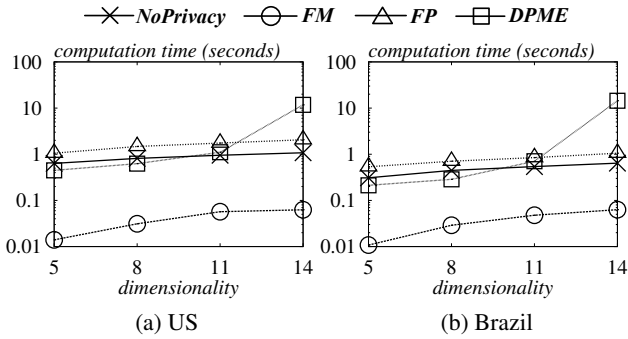 NoPrivacy FM FP DPME
computation time (seconds)
100
10
1
0.1
0.01
5 8 11 14
dimensionality
(a) US
computation time (seconds)
100
10
1
0.1
0.01
5 8 11 14
dimensionality
(b) Brazil